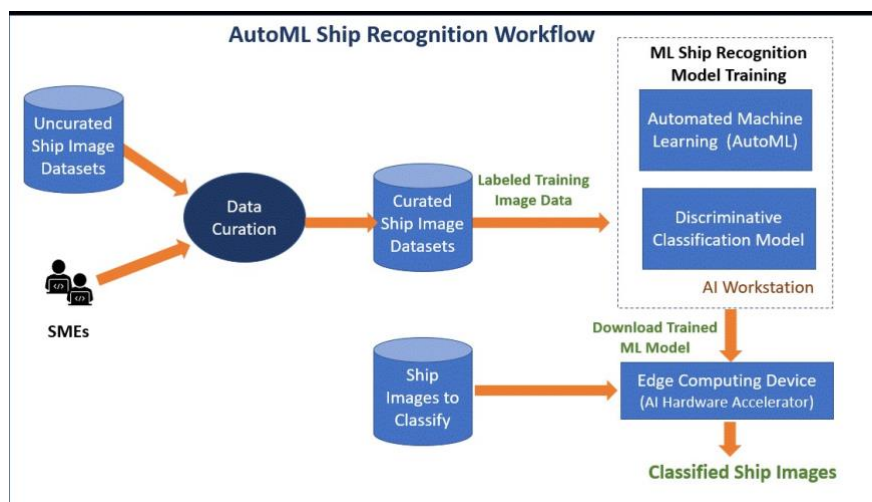 AutoML Ship Recognition Workflow
Uncurated
Ship Image
Datasets
SMEs
Data
Curation
Curated
Ship Image
Datasets
Labeled Training
Image Data
ML Ship Recognition
Model Training
Automated Machine
Learning (AutoML)
Discriminative
Classification Model
AI Workstation
Download Trained
ML Model
Ship
Images to
Classify
Edge Computing Device
(AI Hardware Accelerator)
Classified Ship Images